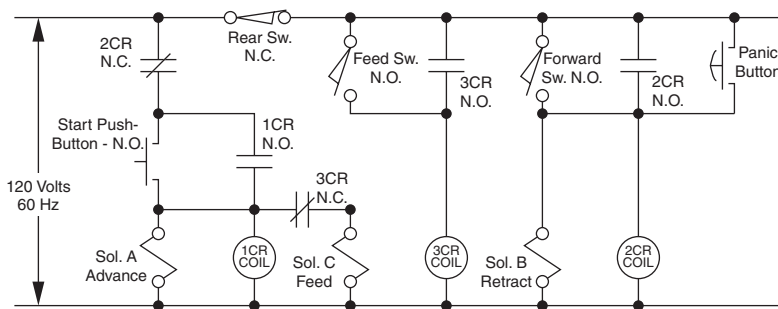 2CR
N.C.
Rear Sw.
N.C.
Feed Sw.
N.O.
3CR
N.O.
Forward
Sw. N.O.
2CR
N.O.
Panic
Button
Start Push-
Button - N.O.
1CR
N.O.
3CR
N.C.
120 Volts
60 Hz
Sol. A
Advance
1CR
COIL
Sol. C
Feed
3CR
COIL
Sol. B
Retract
2CR
COIL